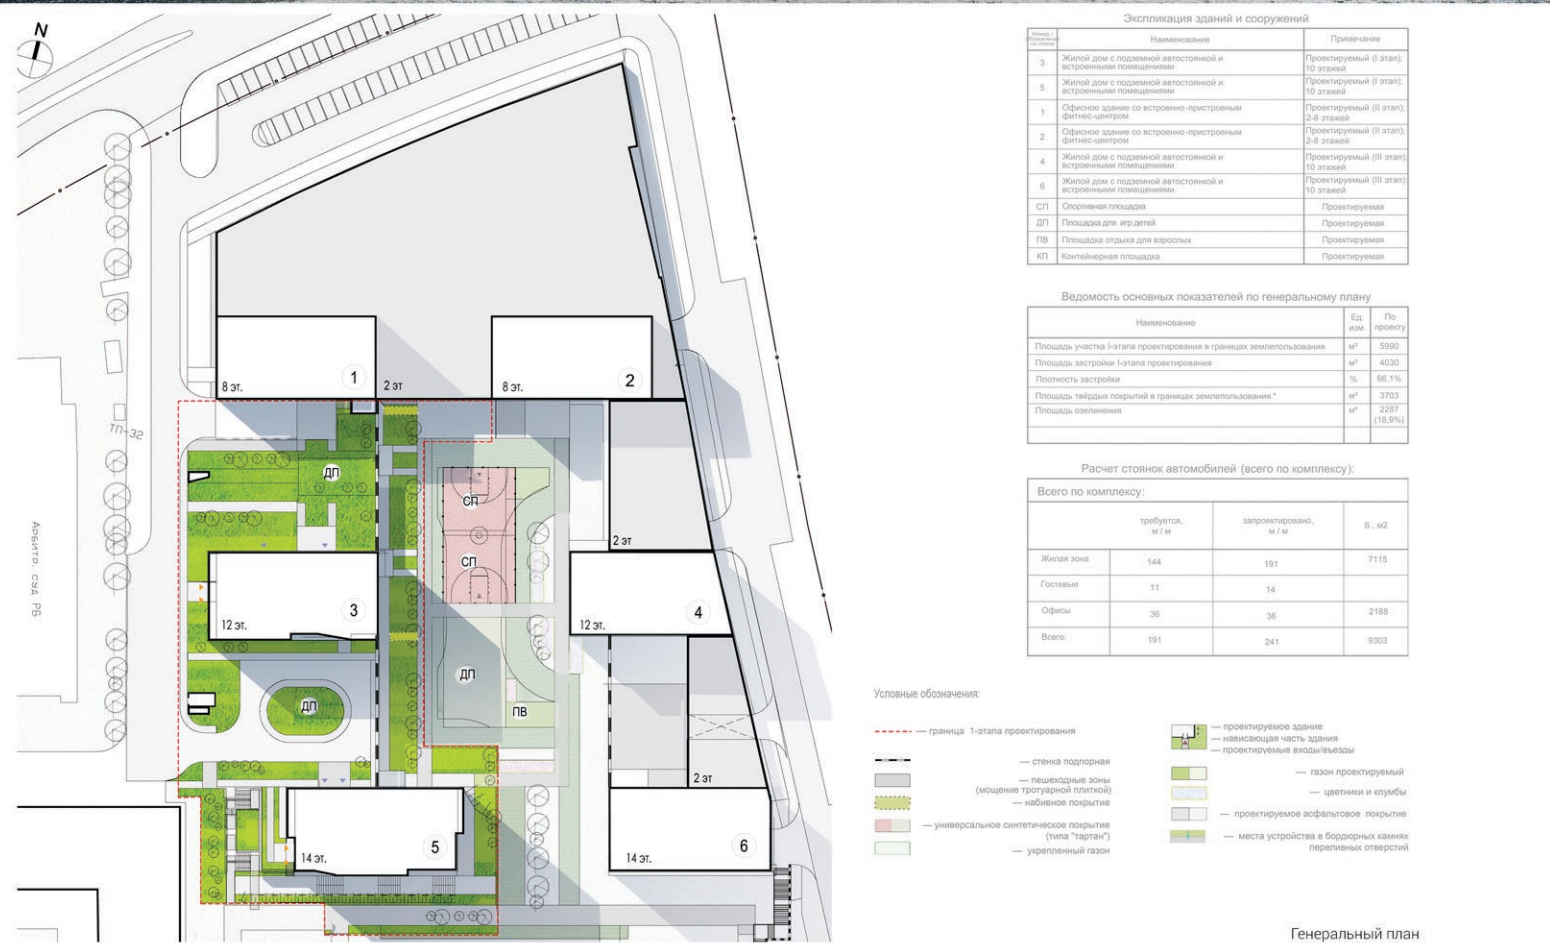 N
ТП-32
Арбитр. суд РБ
8 эт.
1
2 эт
8 эт.
2
ДП
СП
СП
2 эт
3
12 эт.
4
12 эт.
ДП
ДП
ПВ
2 эт
5
14 эт.
6
14 эт.
Экспликация зданий и сооружений
Наименование
Примечание
3
Жилой дом с подземной автостоянкой и
встроенными помещениями
Проектируемый (I этап);
10 этажей
5
Жилой дом с подземной автостоянкой и
встроенными помещениями
Проектируемый (I этап);
10 этажей
1
Офисное здание со встроенно-пристроеным
фитнес-центром
Проектируемый (II этап);
2-8 этажей
2
Офисное здание со встроенно-пристроеным
фитнес-центром
Проектируемый (II этап);
2-8 этажей
4
Жилой дом с подземной автостоянкой и
встроенными помещениями
Проектируемый (III этап);
10 этажей
6
Жилой дом с подземной автостоянкой и
встроенными помещениями
Проектируемый (III этап);
10 этажей
СП
Спортивная площадка
Проектируемая
ДП
Площадка для игр детей
Проектируемая
ПВ
Площадка отдыха для взрослых
Проектируемая
КП
Контейнерная площадка
Проектируемая
Ведомость основных показателей по генеральному плану
Наименование
Ед. изм.
По проекту
Площадь участка I-этапа проектирования в границах землепользования
м²
5990
Площадь застройки I-этапа проектирования
м²
4030
Плотность застройки
%
66,1%
Площадь твёрдых покрытий в границах землепользования *
м²
3703
Площадь озеленения
м²
2287
(18,9%)
Расчет стоянок автомобилей (всего по комплексу):
Всего по комплексу:
требуется,
м / м
запроектировано,
м / м
S , м2
Жилая зона
144
191
7115
Гостевые
11
14
Офисы
36
36
2188
Всего:
191
241
9303
Условные обозначения:
— граница 1-этапа проектирования
— стенка подпорная
— пешеходные зоны
(мощение тротуарной плиткой)
— набивное покрытие
— универсальное синтетическое покрытие
(типа "тартан")
— укрепленный газон
— проектируемое здание
— нависающая часть здания
— проектируемые входы/въезды
— газон проектируемый
— цветники и клумбы
— проектируемое асфальтовое покрытие
— места устройства в бордюрных камнях
переливных отверстий
Генеральный план